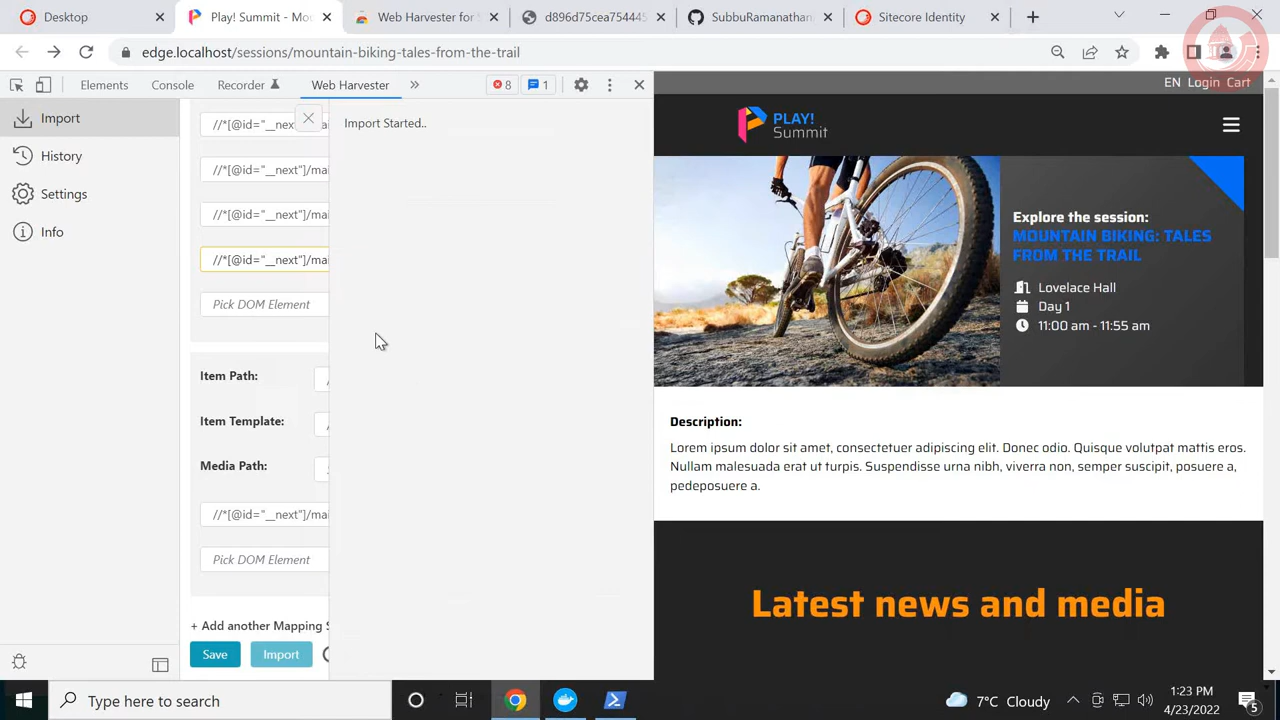 Desktop
Play! Summit - Mo
Web Harvester for
d896d75cea754445
SubbuRamanathan
Sitecore Identity
edge.localhost/sessions/mountain-biking-tales-from-the-trail
Elements
Console
Recorder
Web Harvester
8
1
EN Login Cart
Import
History
Settings
Info
//*[@id="__ne
//*[@id="__next"]/mai
//*[@id="__next"]/mai
//*[@id="__next"]/mai
Pick DOM Element
Item Path:
Item Template:
Media Path:
//*[@id="__next"]/mai
Pick DOM Element
+ Add another Mapping S
Save
Import
Import Started..
PLAY!
Summit
Explore the session:
MOUNTAIN BIKING: TALES
FROM THE TRAIL
Lovelace Hall
Day 1
11:00 am - 11:55 am
Description:
Lorem ipsum dolor sit amet, consectetuer adipiscing elit. Donec odio. Quisque volutpat mattis eros.
Nullam malesuada erat ut turpis. Suspendisse urna nibh, viverra non, semper suscipit, posuere a,
pedeposuere a.
Latest news and media
Type here to search
7°C Cloudy
1:23 PM
4/23/2022
5